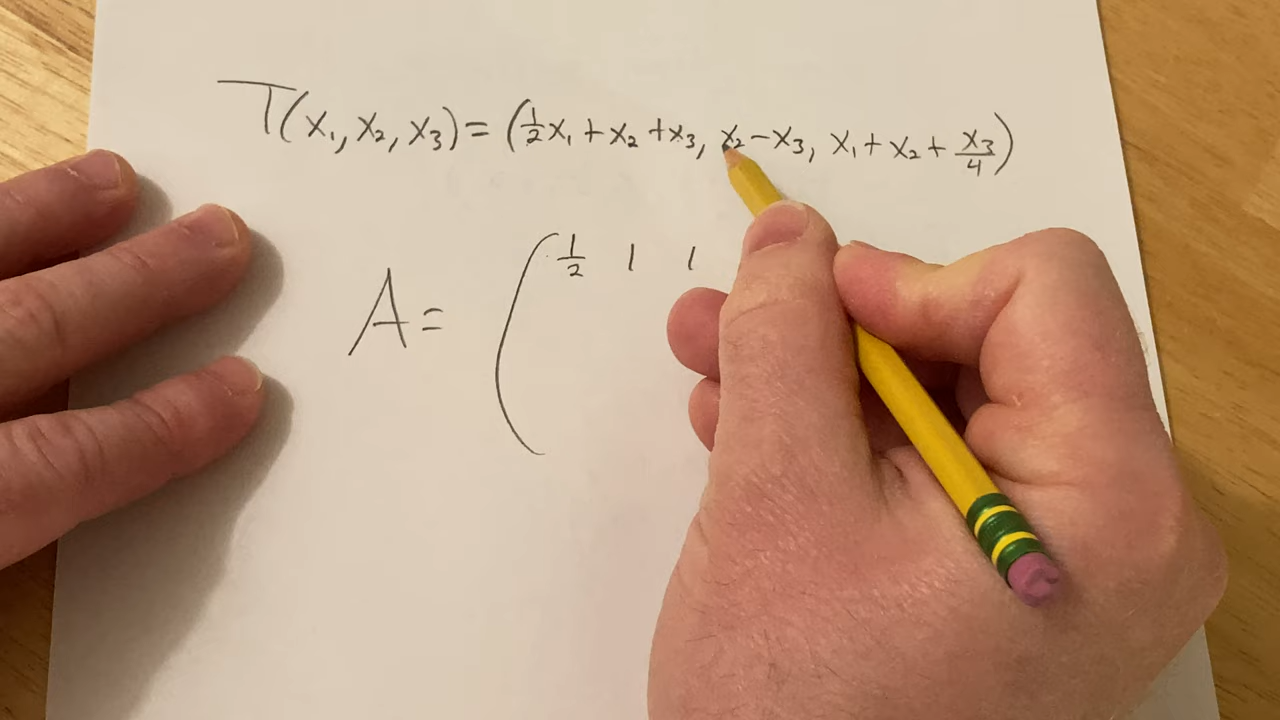 T(x₁, x₂, x₃) = (½x₁ + x₂ + x₃, x₂ − x₃, x₁ + x₂ + x₃/4)
A = ( ½ 1 1